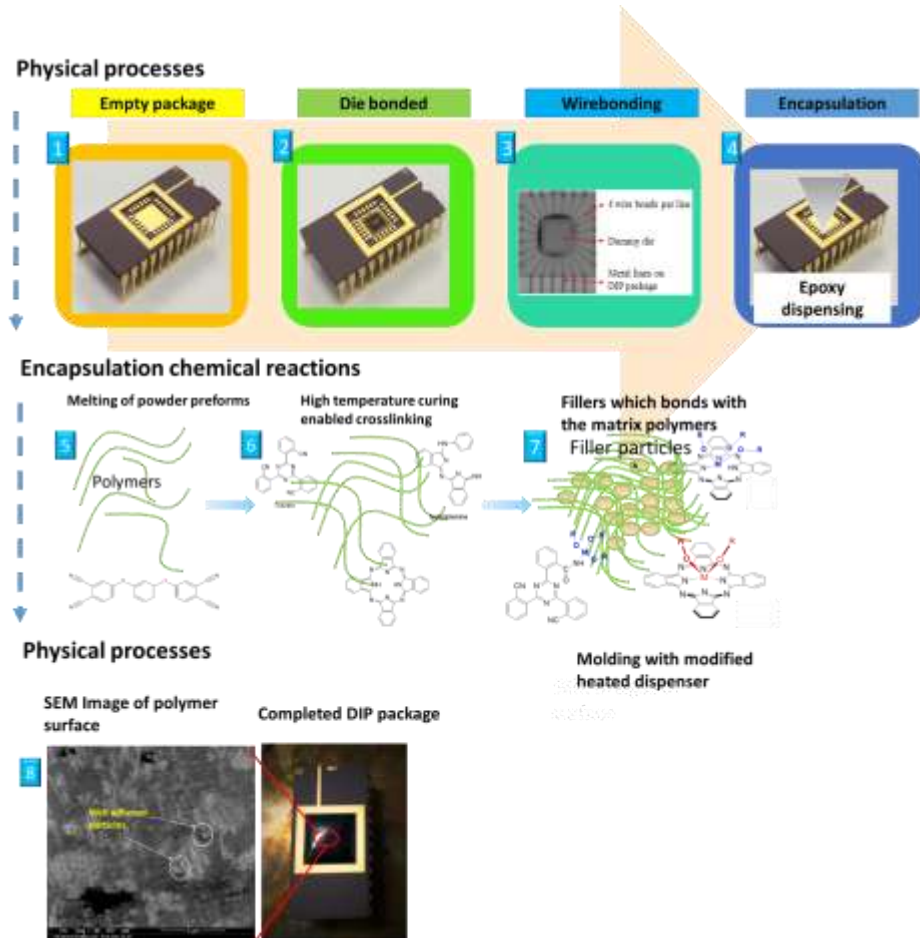 Physical processes
Empty package
Die bonded
Wirebonding
Encapsulation
1
2
3
4
4 wire bonds per line
Dummy die
Metal lines on
DIP package
Epoxy
dispensing
Encapsulation chemical reactions
Melting of powder preforms
High temperature curing
enabled crosslinking
Fillers which bonds with
the matrix polymers
5
6
7
Filler particles
Polymers
Molding with modified
heated dispenser
Physical processes
SEM Image of polymer
surface
Completed DIP package
8
Well adhered
particles